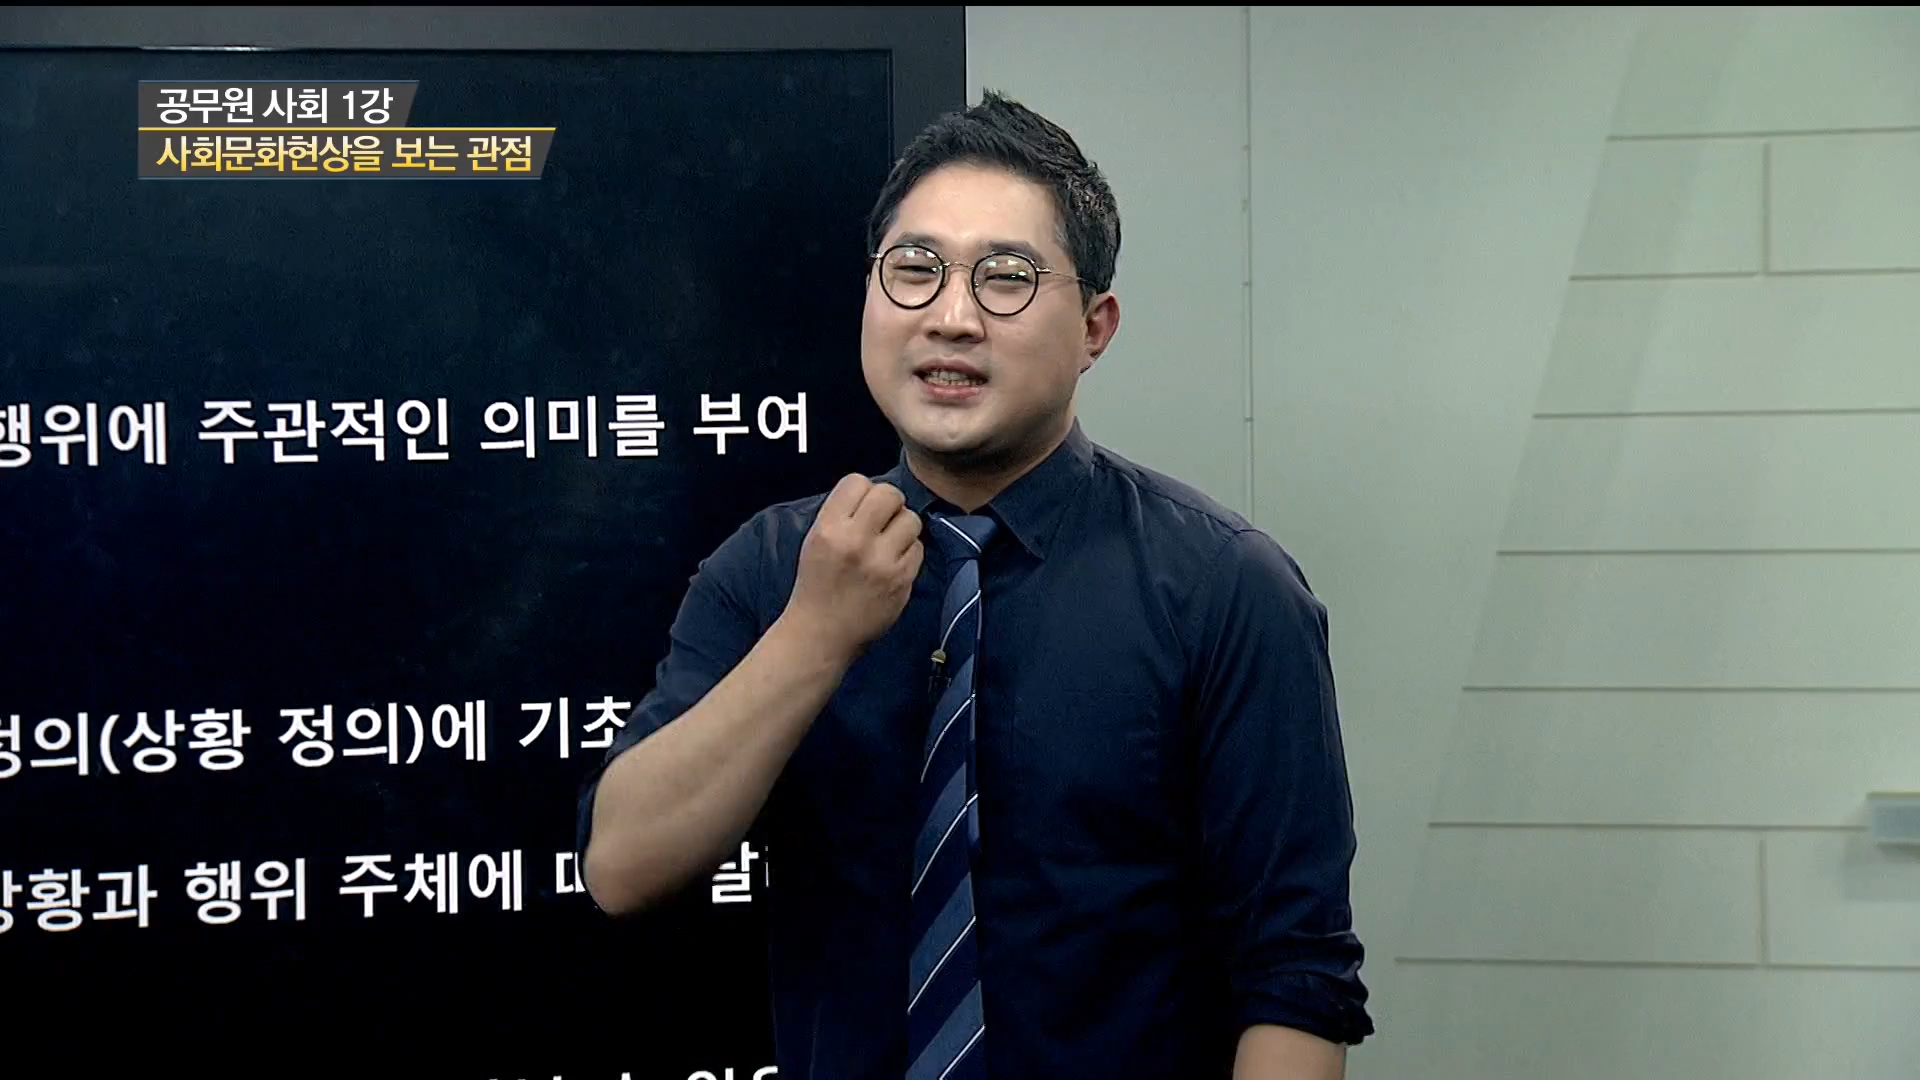 공무원 사회 1강
사회문화현상을 보는 관점
행위에 주관적인 의미를 부여
정의(상황 정의)에 기초
상황과 행위 주체에